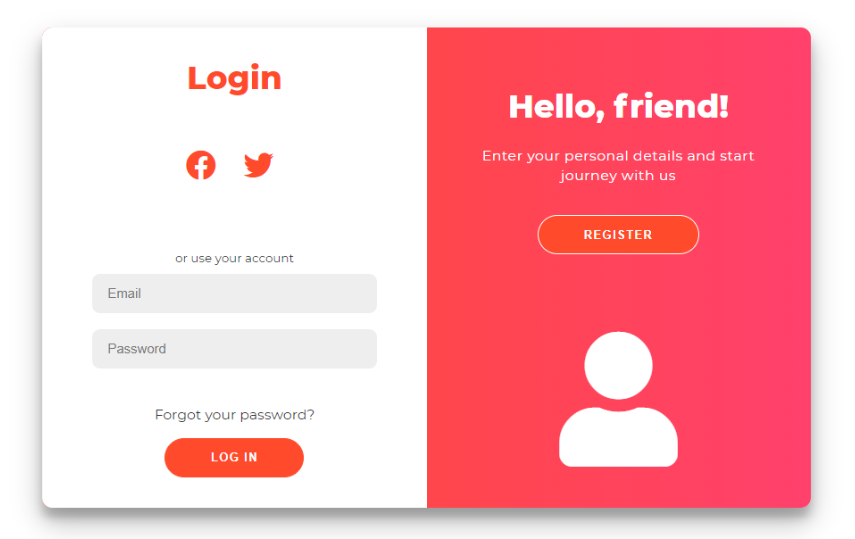 Login
or use your account
Email
Password
Forgot your password?
LOG IN
Hello, friend!
Enter your personal details and start
journey with us
REGISTER